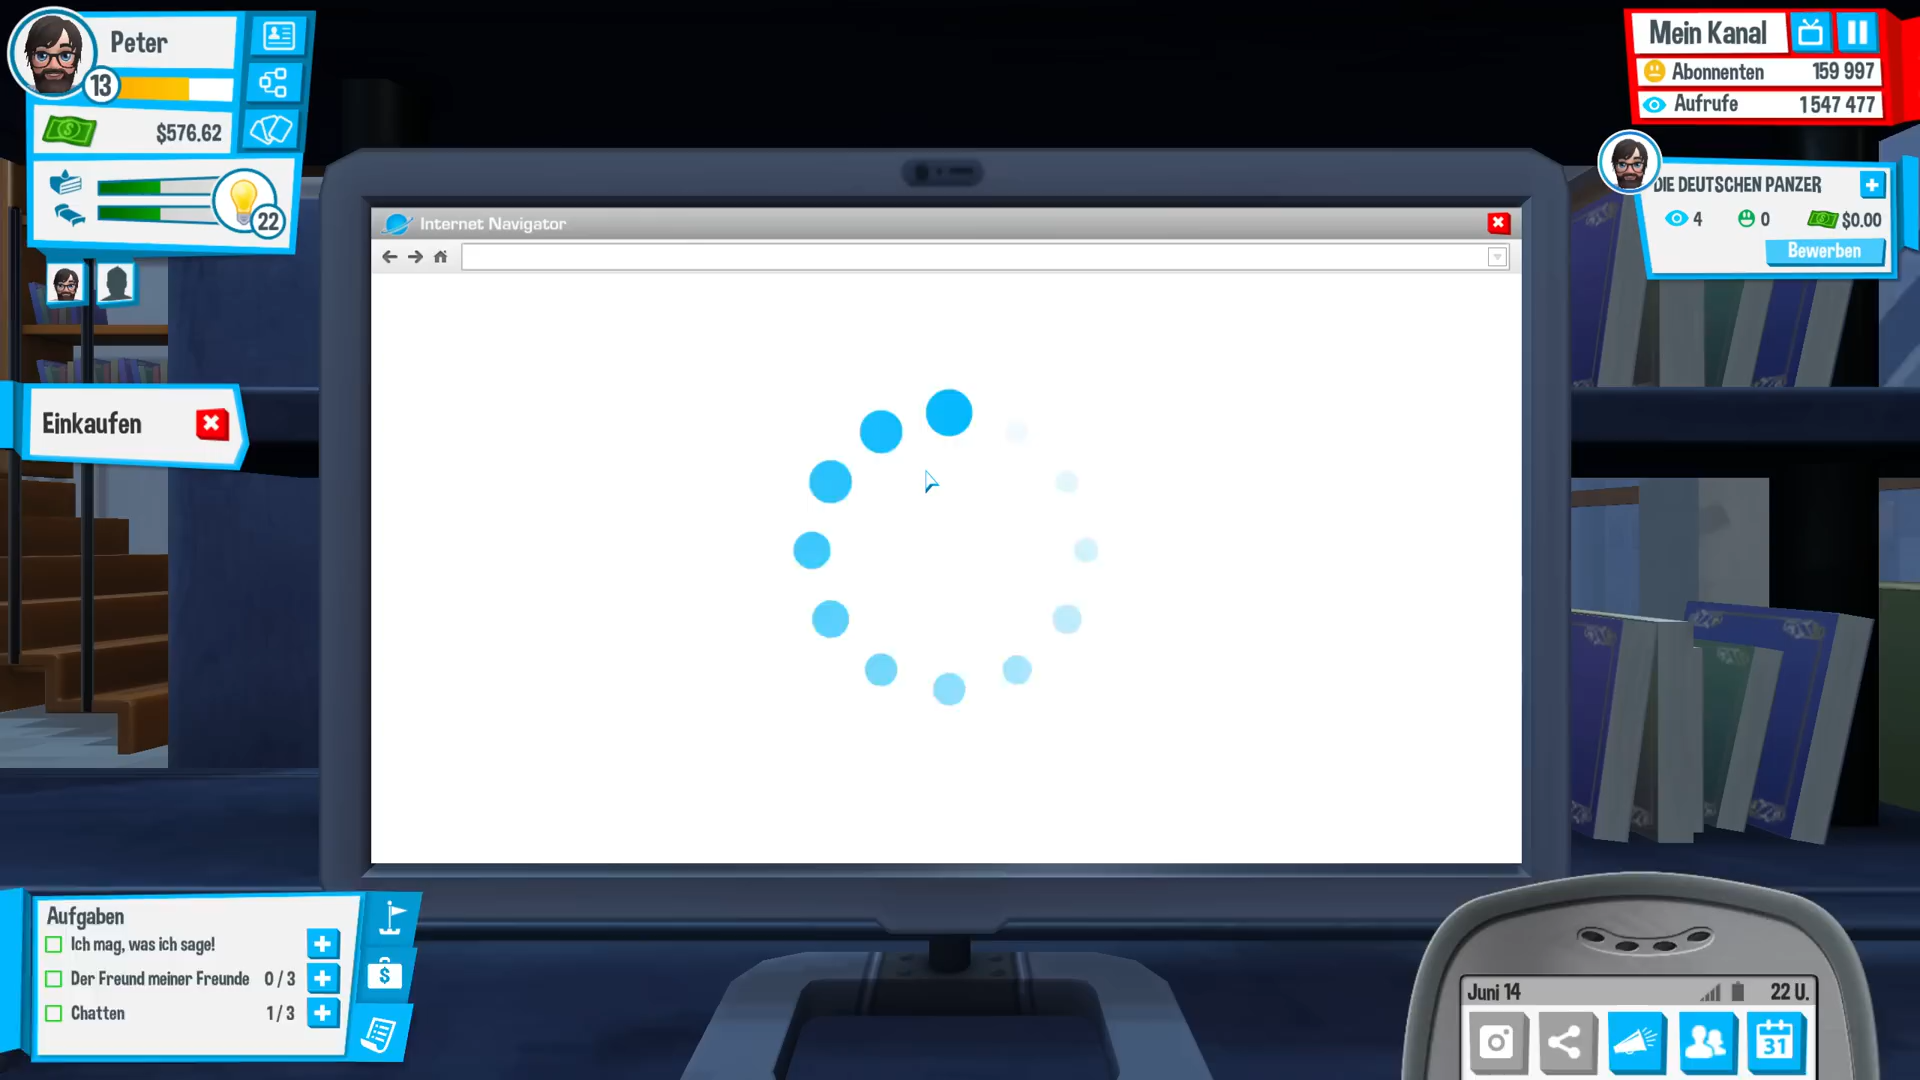 Peter
13
$576.62
22
Einkaufen
Internet Navigator
Mein Kanal
Abonnenten 159 997
Aufrufe 1 547 477
DIE DEUTSCHEN PANZER
4 0 $0.00
Bewerben
Aufgaben
Ich mag, was ich sage!
Der Freund meiner Freunde 0 / 3
Chatten 1 / 3
Juni 14 22 U.
31